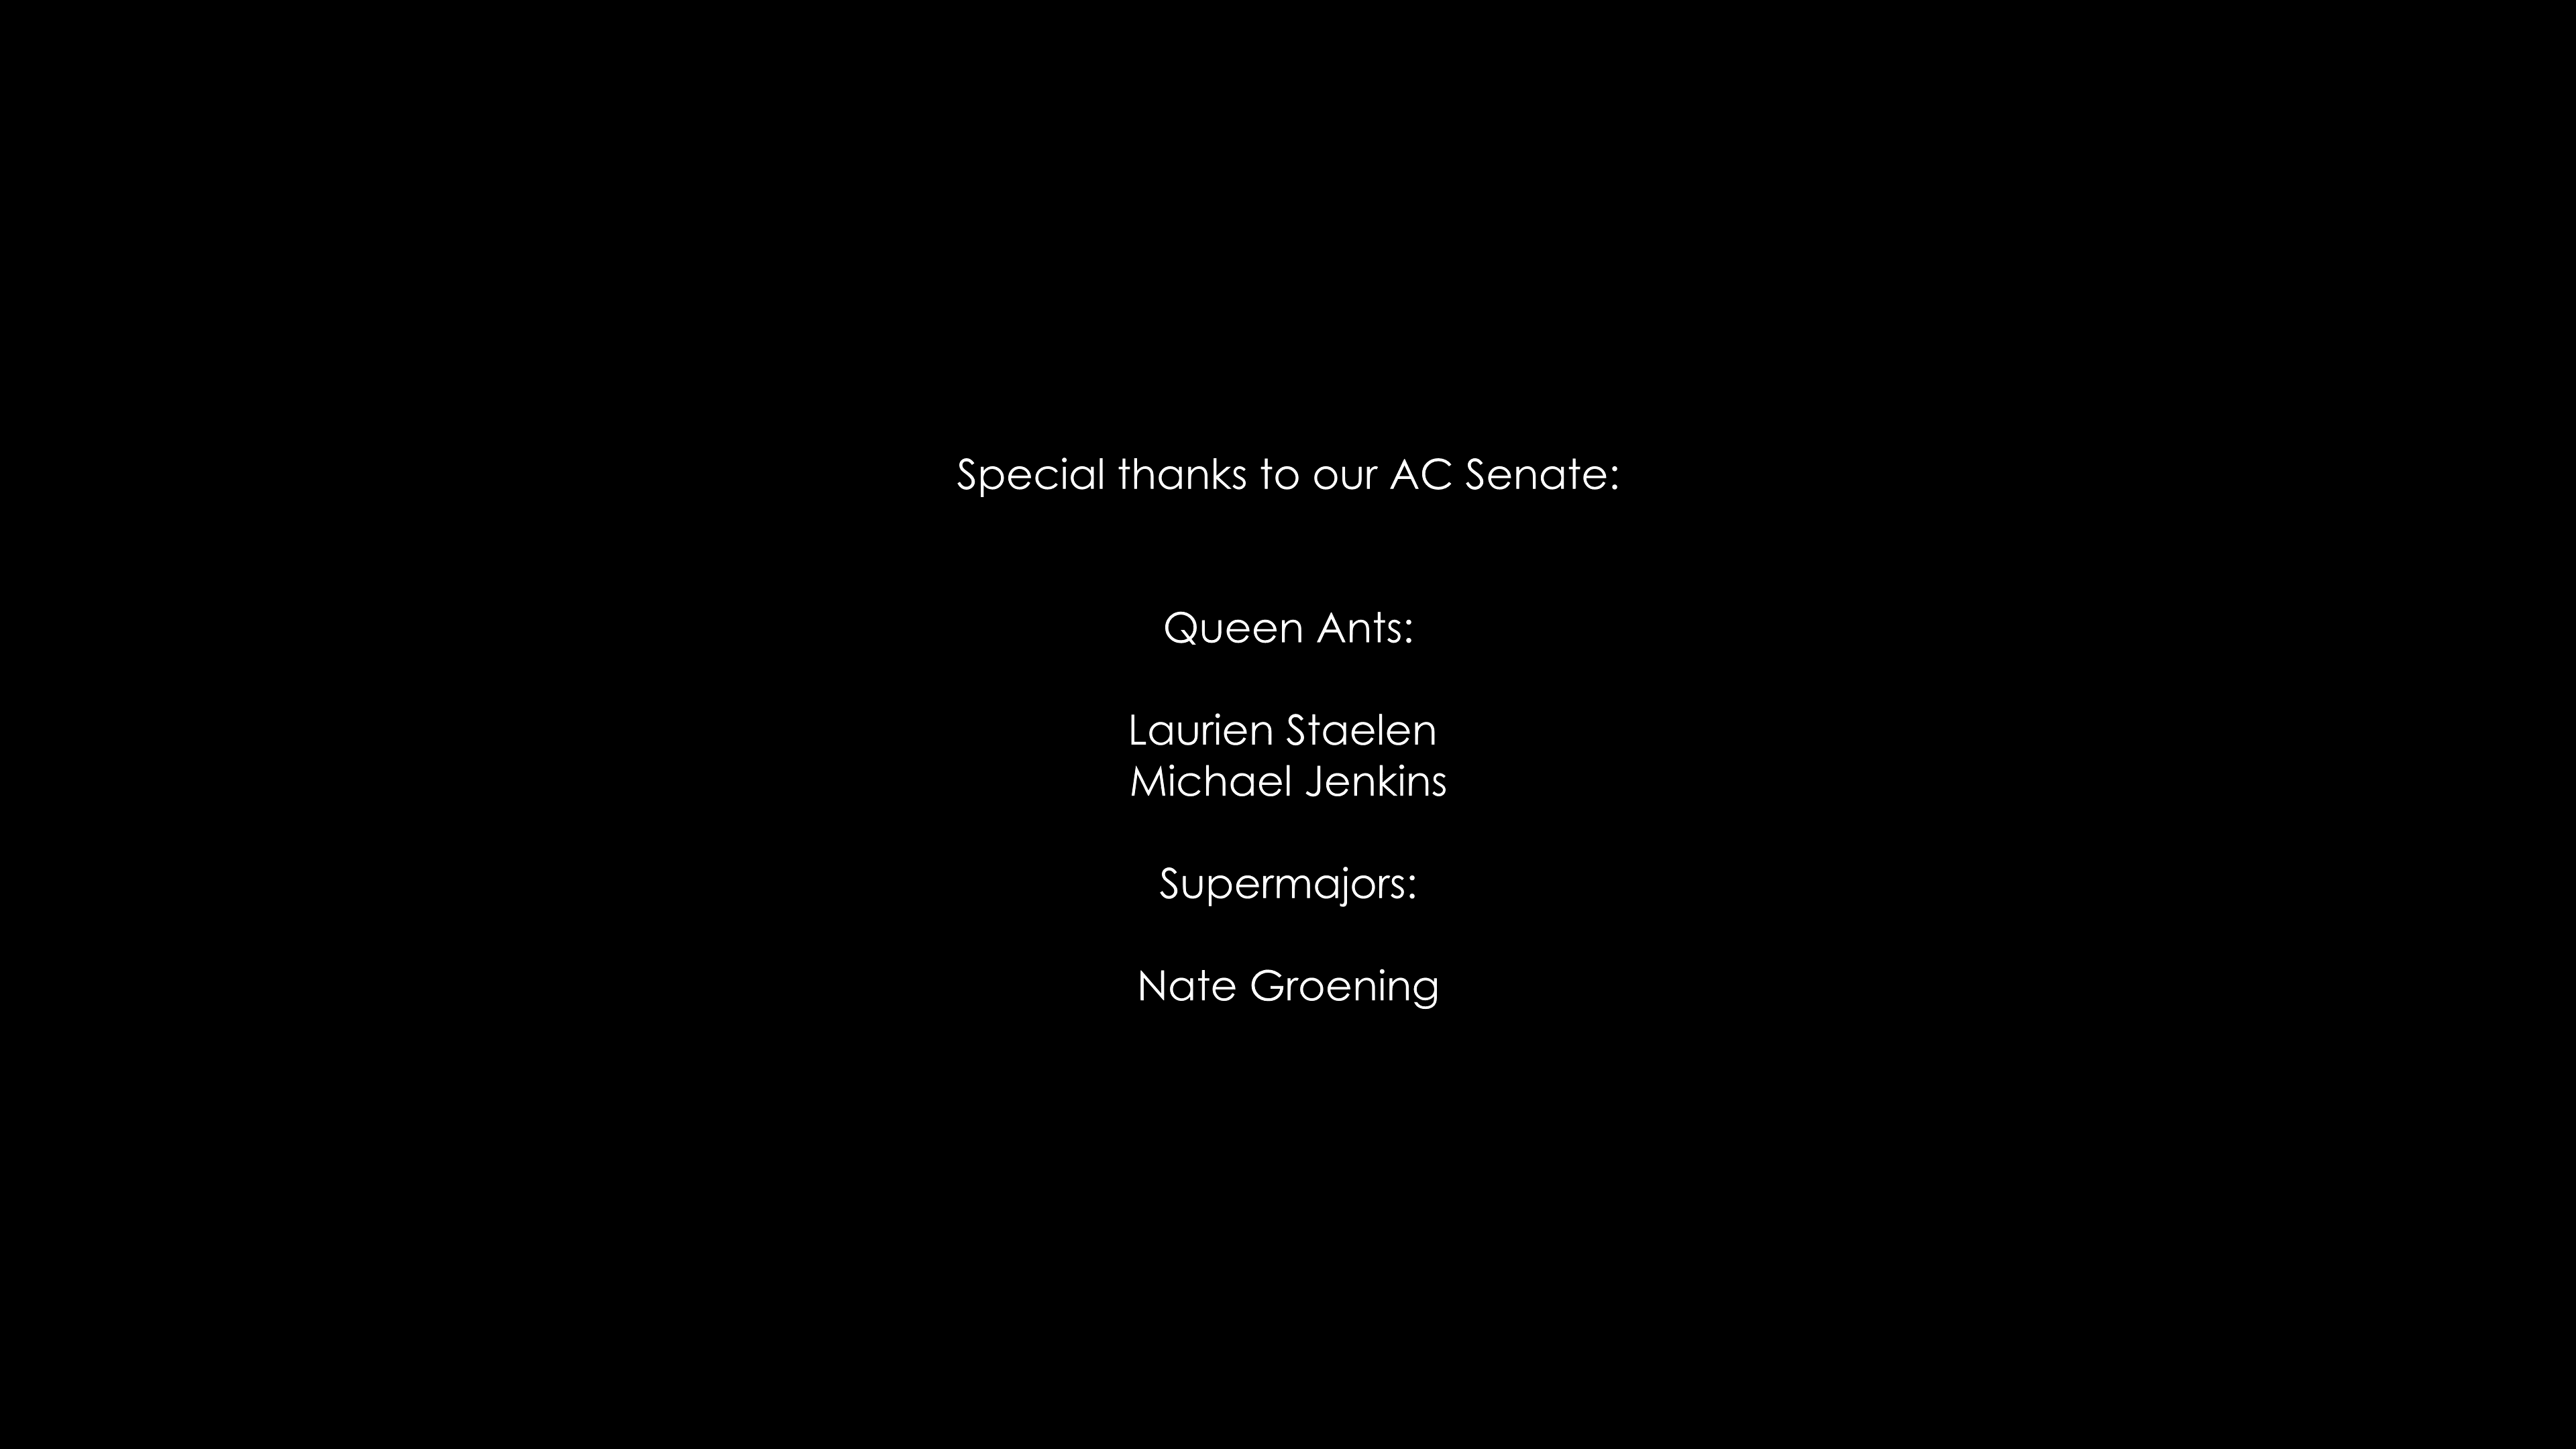 Special thanks to our AC Senate:
Queen Ants:
Laurien Staelen
Michael Jenkins
Supermajors:
Nate Groening